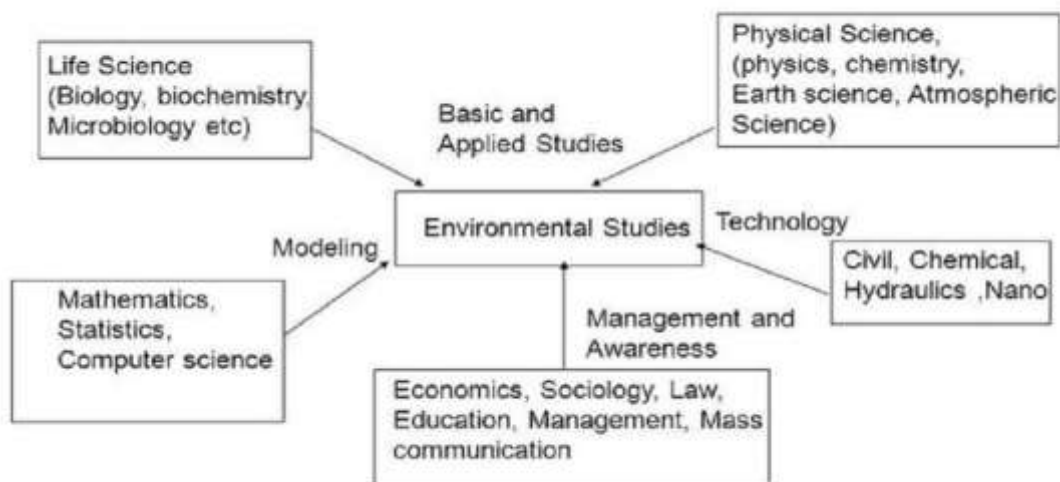 Life Science
(Biology, biochemistry,
Microbiology etc)
Basic and
Applied Studies
Physical Science,
(physics, chemistry,
Earth science, Atmospheric
Science)
Environmental Studies
Technology
Modeling
Civil, Chemical,
Hydraulics ,Nano
Mathematics,
Statistics,
Computer science
Management and
Awareness
Economics, Sociology, Law,
Education, Management, Mass
communication